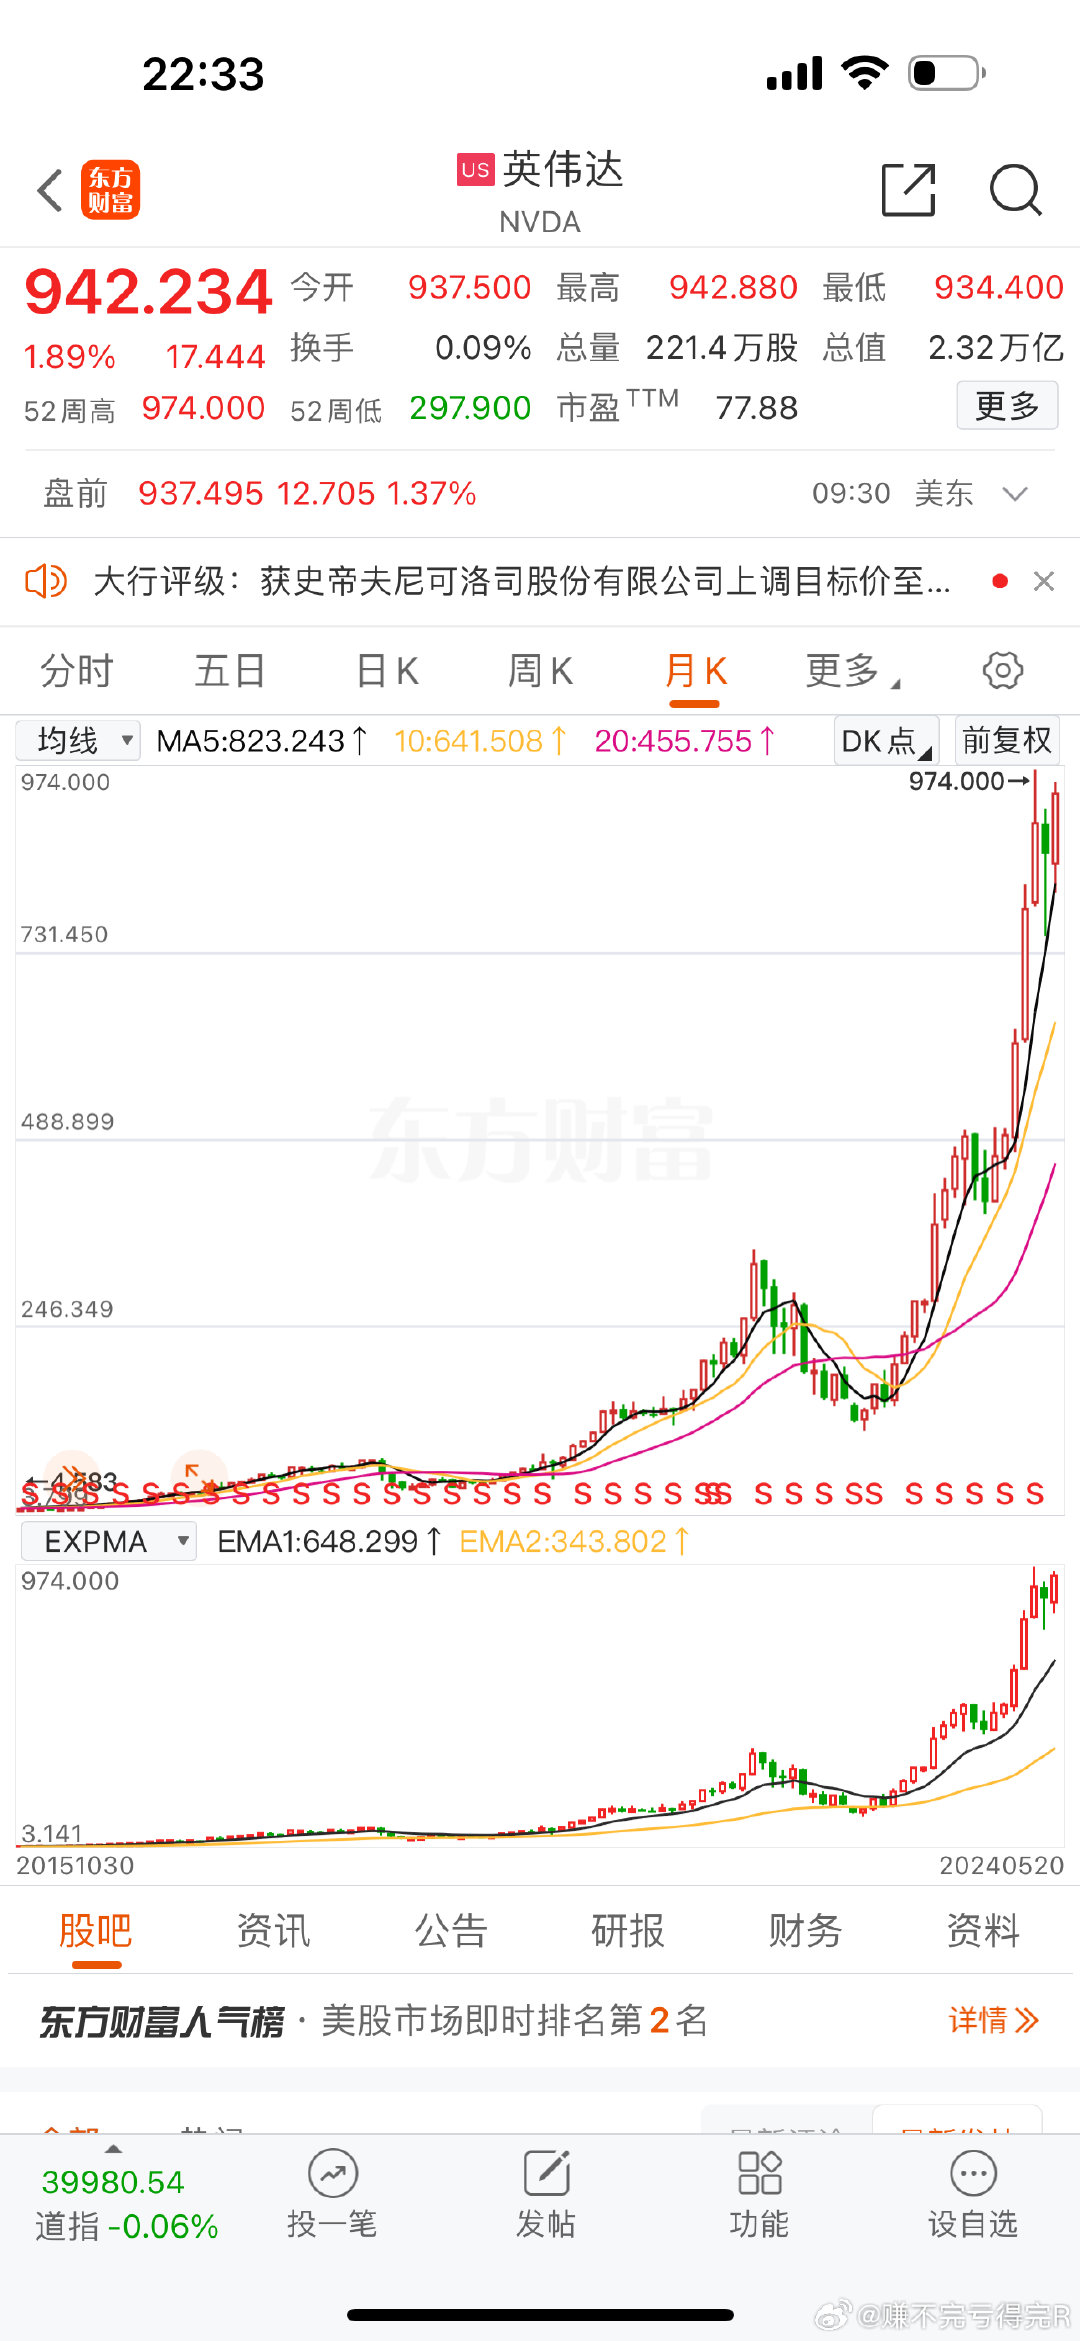 22:33
东方财富
US 英伟达
NVDA
942.234 今开 937.500 最高 942.880 最低 934.400
1.89% 17.444 换手 0.09% 总量 221.4万股 总值 2.32万亿
52周高 974.000 52周低 297.900 市盈TTM 77.88 更多
盘前 937.495 12.705 1.37% 09:30 美东
大行评级：获史帝夫尼可洛司股份有限公司上调目标价至...
分时 五日 日K 周K 月K 更多
均线 MA5:823.243↑ 10:641.508↑ 20:455.755↑ DK点 前复权
974.000 974.000→
731.450
东方财富
488.899
246.349
←4.583
S S S S S S S S S S S S S S S S S S S S S S SSS S S S SS S S S S S
EXPMA EMA1:648.299↑ EMA2:343.802↑
974.000
3.141
20151030 20240520
股吧 资讯 公告 研报 财务 资料
东方财富人气榜 · 美股市场即时排名第2名 详情
39980.54
道指 -0.06% 投一笔 发帖 功能 设自选
@赚不完亏得完R